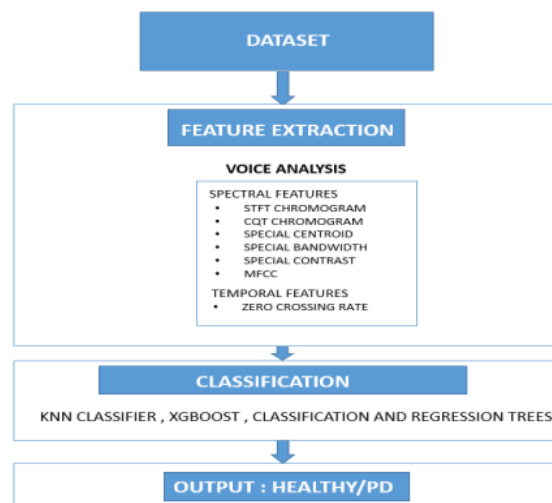 DATASET
FEATURE EXTRACTION
VOICE ANALYSIS
SPECTRAL FEATURES
• STFT CHROMOGRAM
• CQT CHROMOGRAM
• SPECIAL CENTROID
• SPECIAL BANDWIDTH
• SPECIAL CONTRAST
• MFCC
TEMPORAL FEATURES
• ZERO CROSSING RATE
CLASSIFICATION
KNN CLASSIFIER , XGBOOST , CLASSIFICATION AND REGRESSION TREES
OUTPUT : HEALTHY/PD